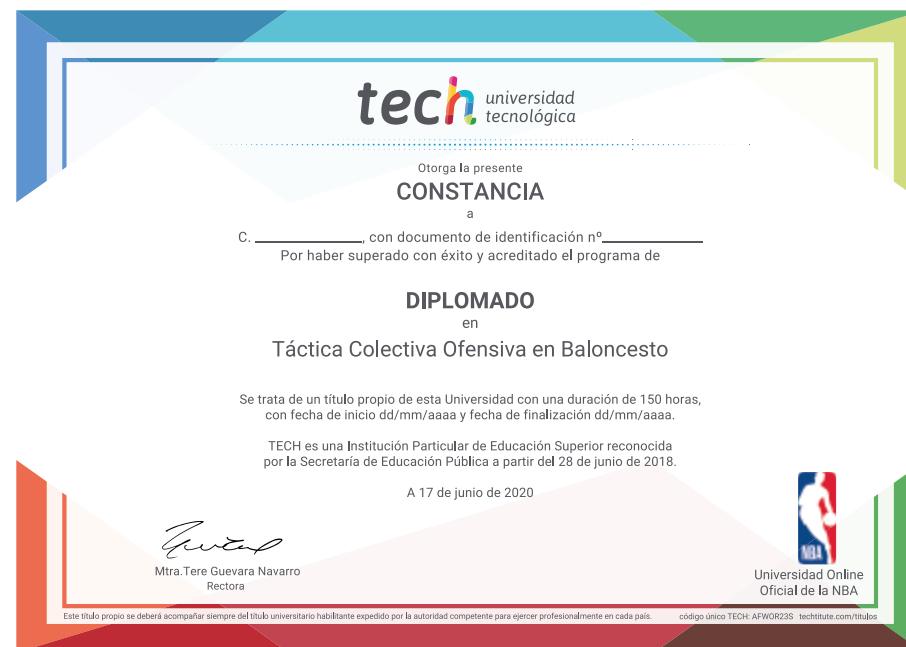 tech universidad
tecnológica
Otorga la presente
CONSTANCIA
a
C. ____________, con documento de identificación nº____________
Por haber superado con éxito y acreditado el programa de
DIPLOMADO
en
Táctica Colectiva Ofensiva en Baloncesto
Se trata de un título propio de esta Universidad con una duración de 150 horas,
con fecha de inicio dd/mm/aaaa y fecha de finalización dd/mm/aaaa.
TECH es una Institución Particular de Educación Superior reconocida
por la Secretaría de Educación Pública a partir del 28 de junio de 2018.
A 17 de junio de 2020
Mtra.Tere Guevara Navarro
Rectora
NBA
Universidad Online
Oficial de la NBA
Este título propio se deberá acompañar siempre del título universitario habilitante expedido por la autoridad competente para ejercer profesionalmente en cada país. código único TECH: AFWOR23S techtitute.com/titulos